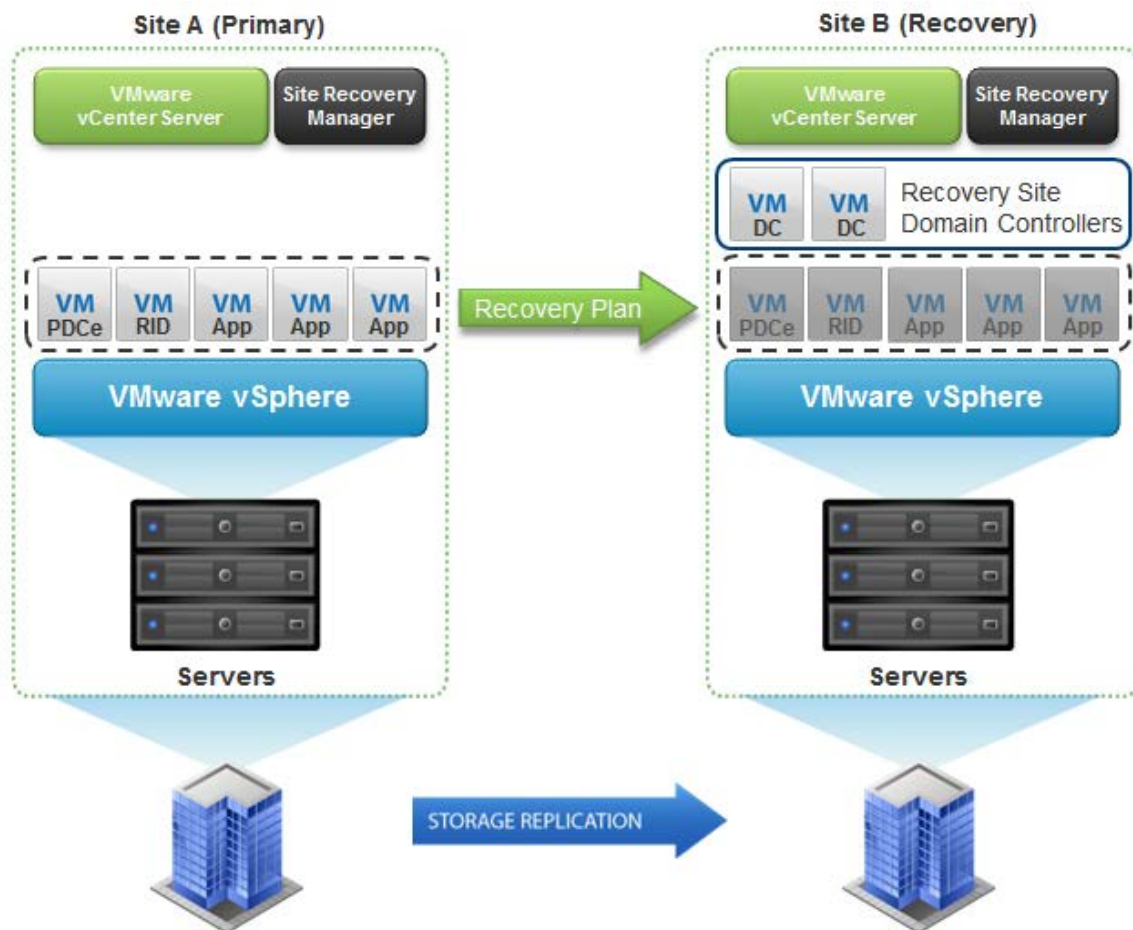 Site A (Primary)
VMware
vCenter Server
Site Recovery
Manager
VM
PDCe
VM
RID
VM
App
VM
App
VM
App
VMware vSphere
Servers
Recovery Plan
STORAGE REPLICATION
Site B (Recovery)
VMware
vCenter Server
Site Recovery
Manager
VM
DC
VM
DC
Recovery Site
Domain Controllers
VM
PDCe
VM
RID
VM
App
VM
App
VM
App
VMware vSphere
Servers